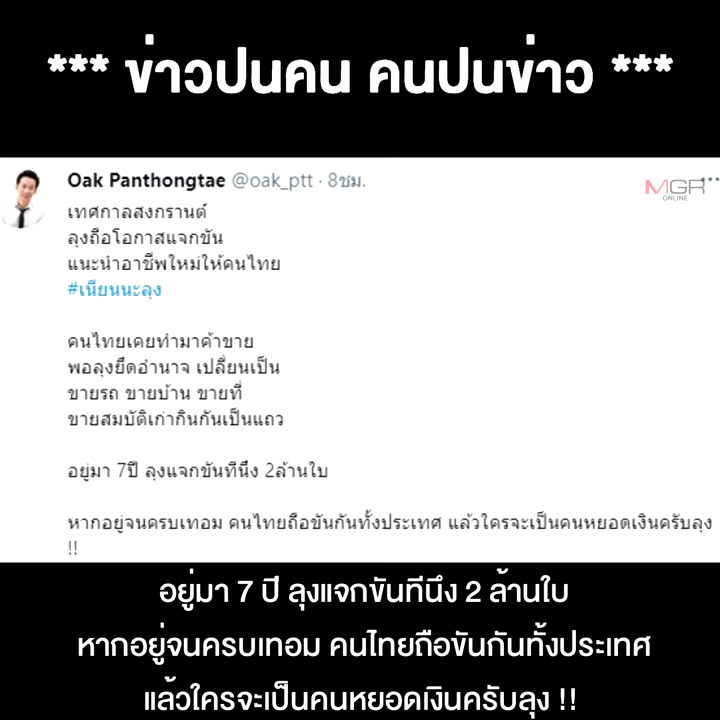 *** ข่าวปนคน คนปนข่าว ***
Oak Panthongtae @oak_ptt · 8ชม.
MGR
ONLINE
เทศกาลสงกรานต์
ลุงถือโอกาสแจกขัน
แนะนำอาชีพใหม่ให้คนไทย
#เนียนนะลุง
คนไทยเคยทำมาค้าขาย
พอลุงยึดอำนาจ เปลี่ยนเป็น
ขายรถ ขายบ้าน ขายที่
ขายสมบัติเก่ากินกันเป็นแถว
อยู่มา 7ปี ลุงแจกขันทีนึง 2ล้านใบ
หากอยู่จนครบเทอม คนไทยถือขันกันทั้งประเทศ แล้วใครจะเป็นคนหยอดเงินครับลุง
!!
อยู่มา 7 ปี ลุงแจกขันทีนึง 2 ล้านใบ
หากอยู่จนครบเทอม คนไทยถือขันกันทั้งประเทศ
แล้วใครจะเป็นคนหยอดเงินครับลุง !!